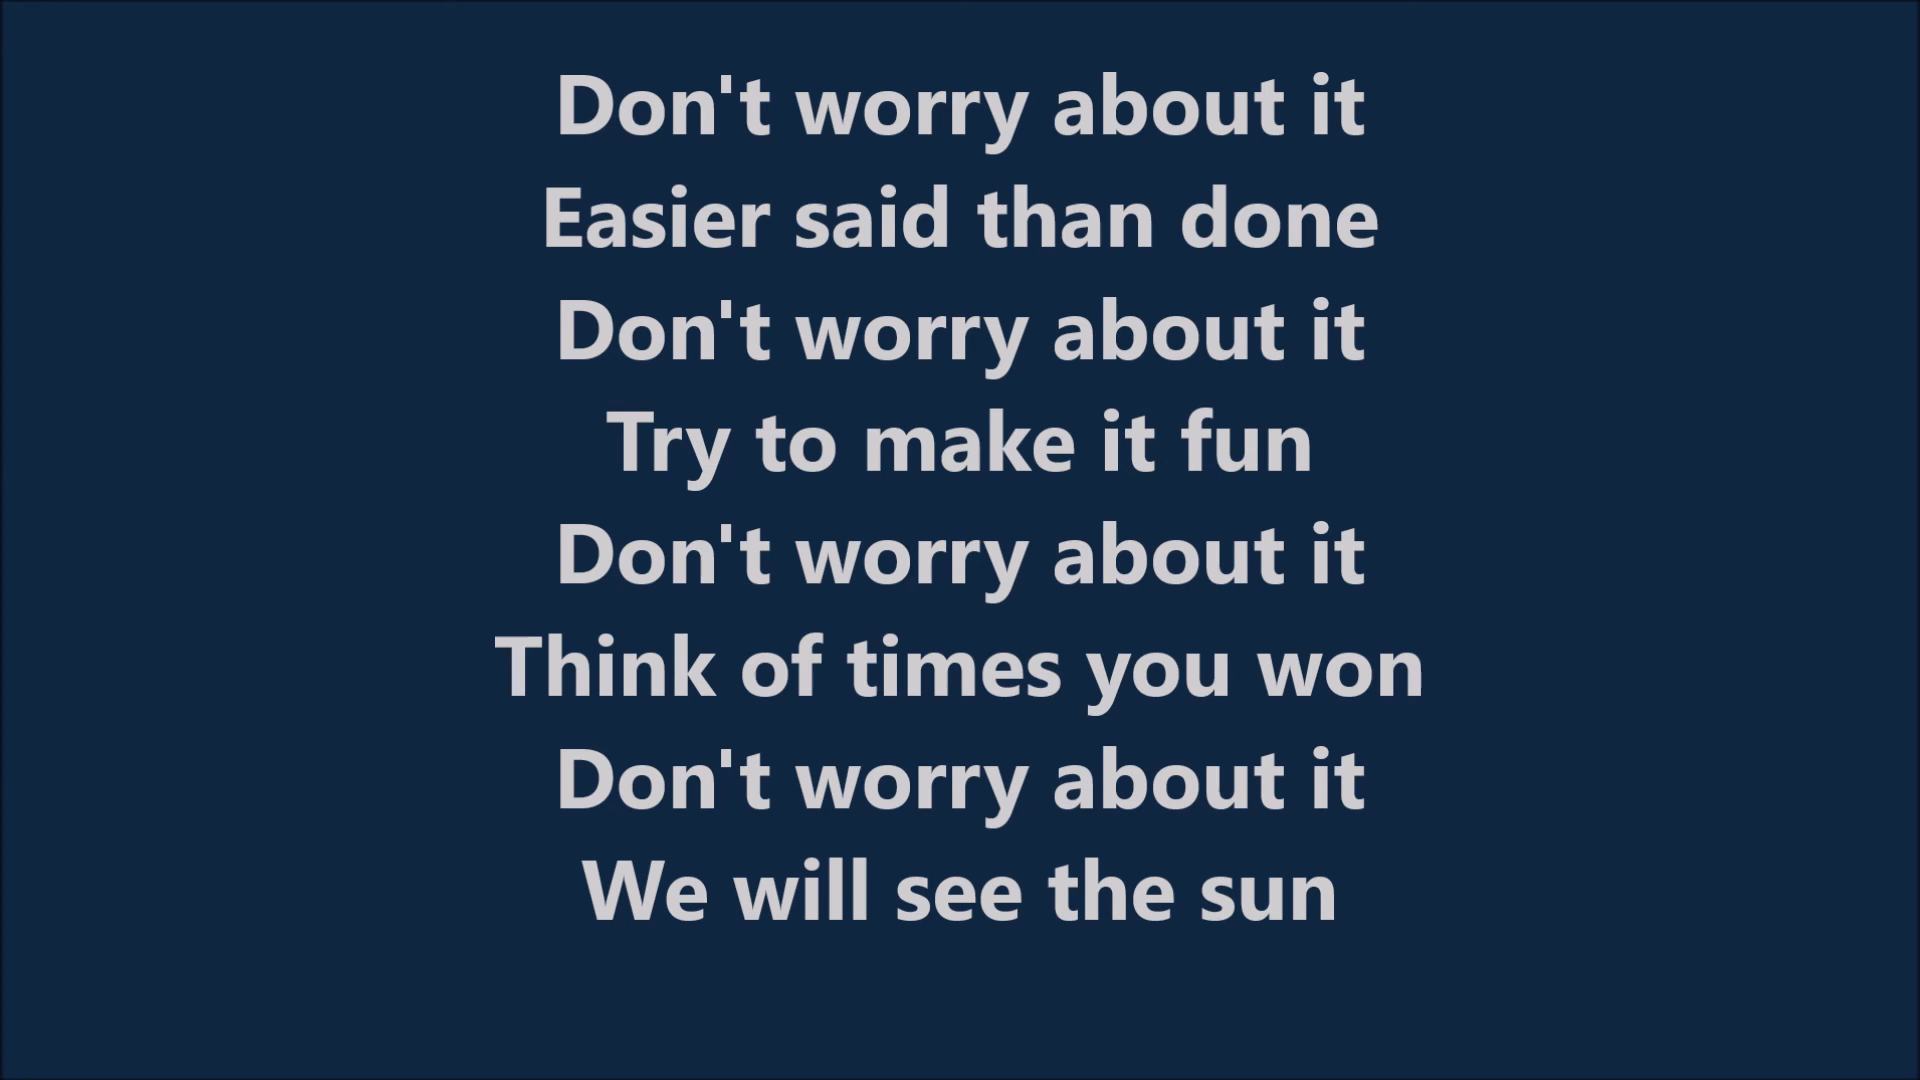 Don't worry about it
Easier said than done
Don't worry about it
Try to make it fun
Don't worry about it
Think of times you won
Don't worry about it
We will see the sun